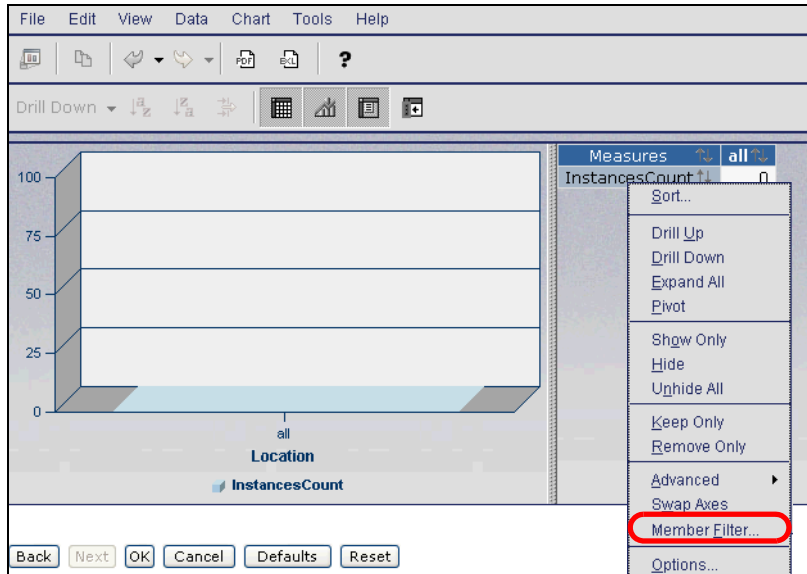 File Edit View Data Chart Tools Help
PDF EXL ?
Drill Down a z z a
Measures all
InstancesCount 0
100
75
50
25
0
all
Location
InstancesCount
Sort...
Drill Up
Drill Down
Expand All
Pivot
Show Only
Hide
Unhide All
Keep Only
Remove Only
Advanced
Swap Axes
Member Filter...
Options...
Back Next OK Cancel Defaults Reset